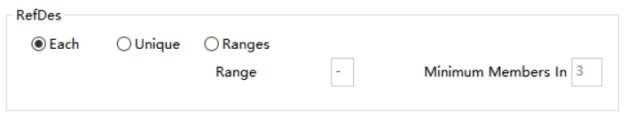 RefDes
Each Unique Ranges
Range - Minimum Members In 3